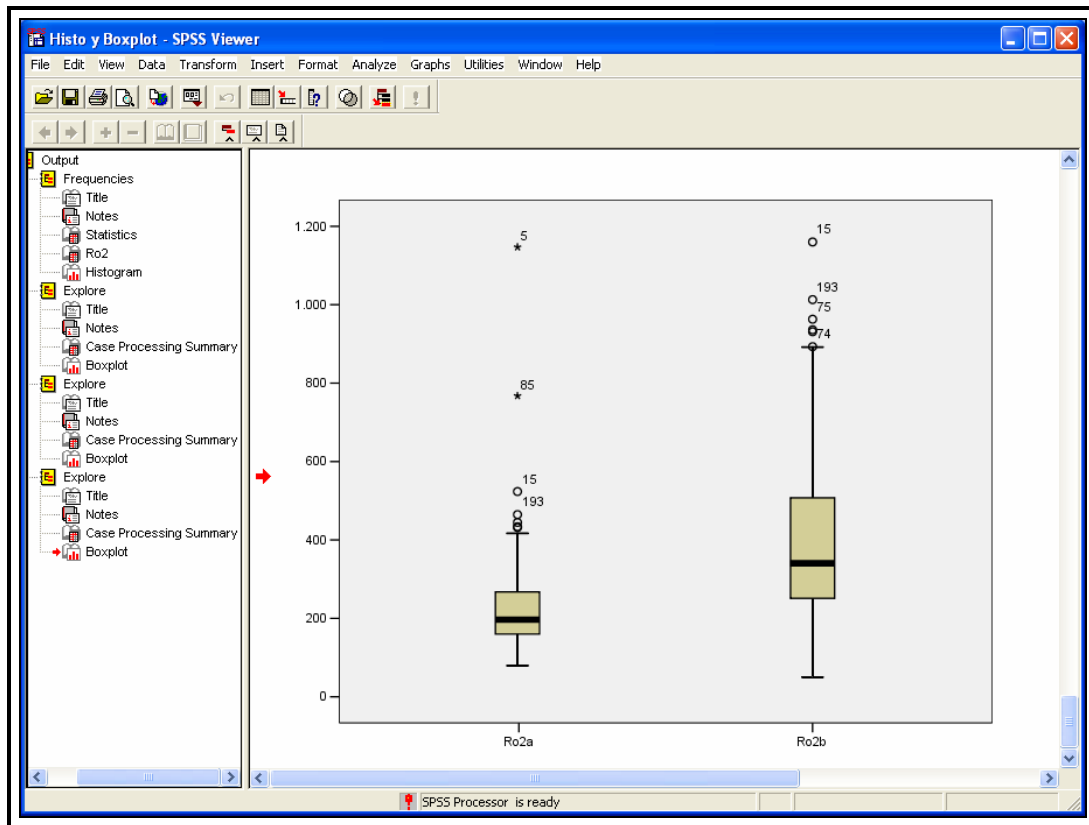 Histo y Boxplot - SPSS Viewer
File Edit View Data Transform Insert Format Analyze Graphs Utilities Window Help
Output
Frequencies
Title
Notes
Statistics
Ro2
Histogram
Explore
Title
Notes
Case Processing Summary
Boxplot
Explore
Title
Notes
Case Processing Summary
Boxplot
Explore
Title
Notes
Case Processing Summary
Boxplot
1.200
1.000
800
600
400
200
0
5
85
15
193
15
193
75
74
Ro2a Ro2b
SPSS Processor is ready